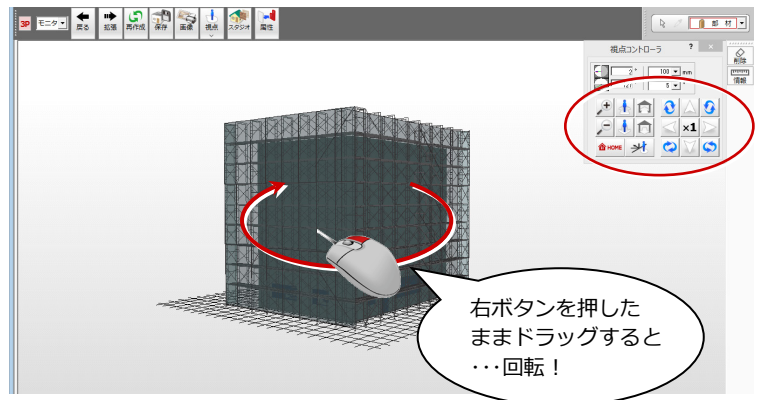 3P モニタ 戻る 拡張 再作成 保存 画像 視点 スタジオ 属性
部 材
視点コントローラ ? ×
削除
2° 100 mm
情報
121° 5 °
×1
HOME
右ボタンを押した
ままドラッグすると
･･･回転！